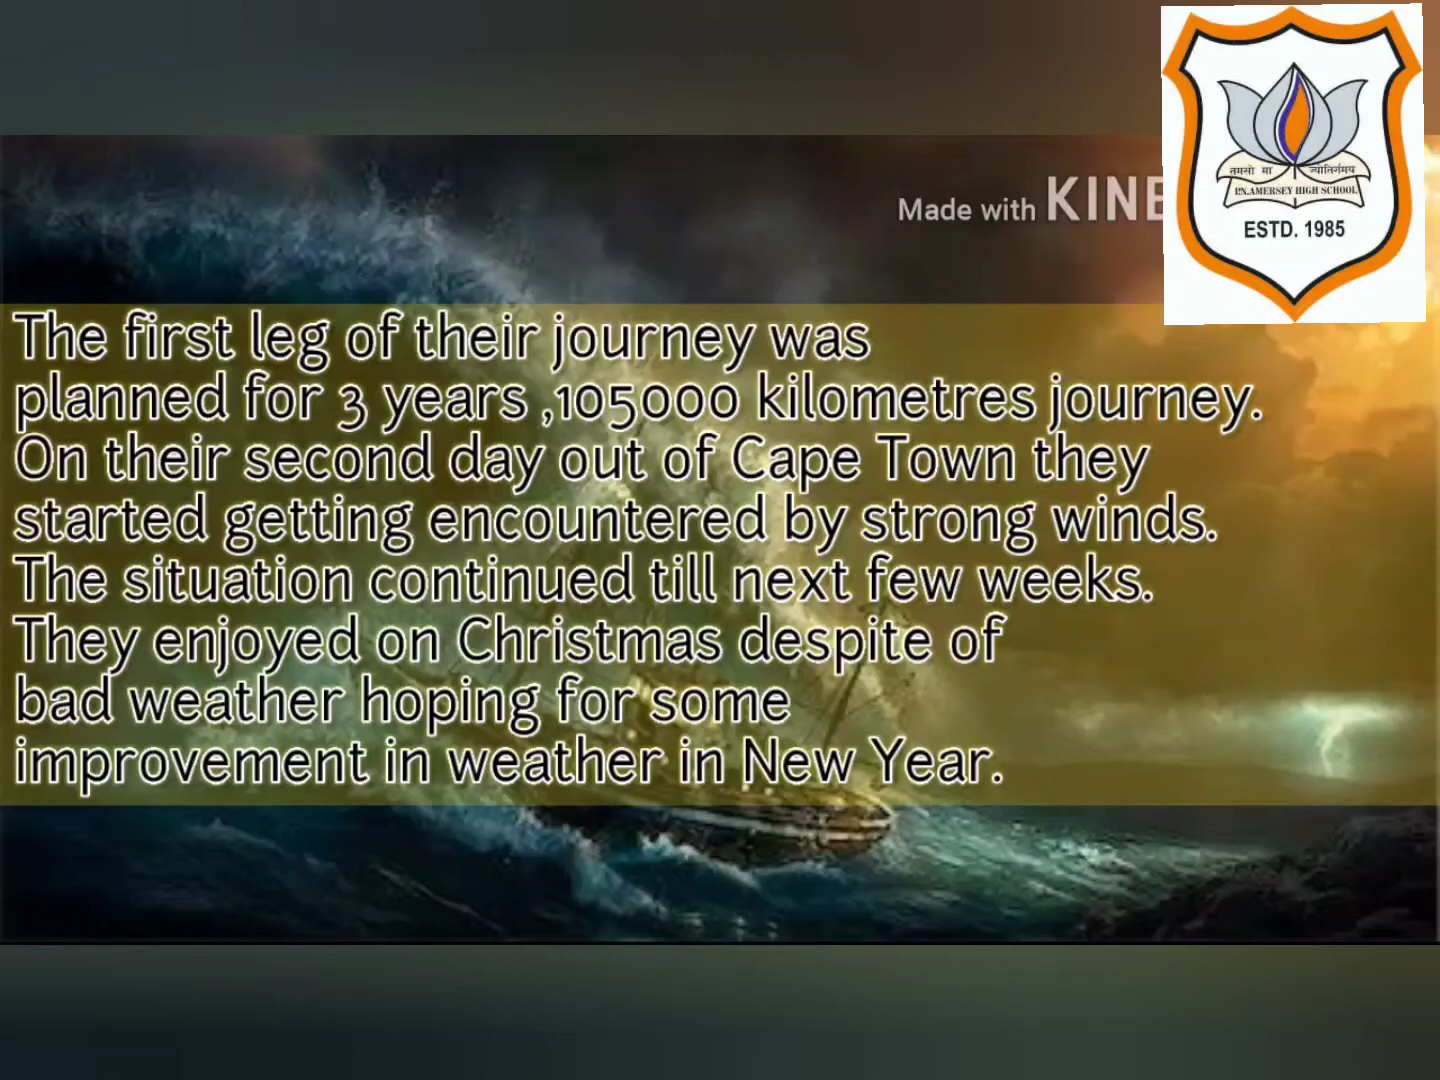 Made with KINE
तमसो मा ज्योतिर्गमय
P.N.AMERSEY HIGH SCHOOL
ESTD. 1985
The first leg of their journey was
planned for 3 years ,105000 kilometres journey.
On their second day out of Cape Town they
started getting encountered by strong winds.
The situation continued till next few weeks.
They enjoyed on Christmas despite of
bad weather hoping for some
improvement in weather in New Year.